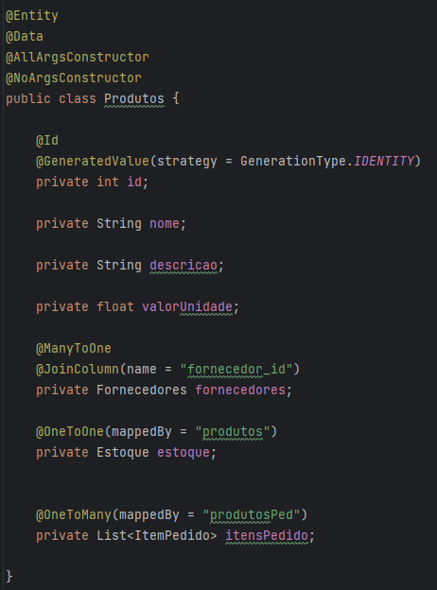 @Entity
@Data
@AllArgsConstructor
@NoArgsConstructor
public class Produtos {
@Id
@GeneratedValue(strategy = GenerationType.IDENTITY)
private int id;
private String nome;
private String descricao;
private float valorUnidade;
@ManyToOne
@JoinColumn(name = "fornecedor_id")
private Fornecedores fornecedores;
@OneToOne(mappedBy = "produtos")
private Estoque estoque;
@OneToMany(mappedBy = "produtosPed")
private List<ItemPedido> itensPedido;
}